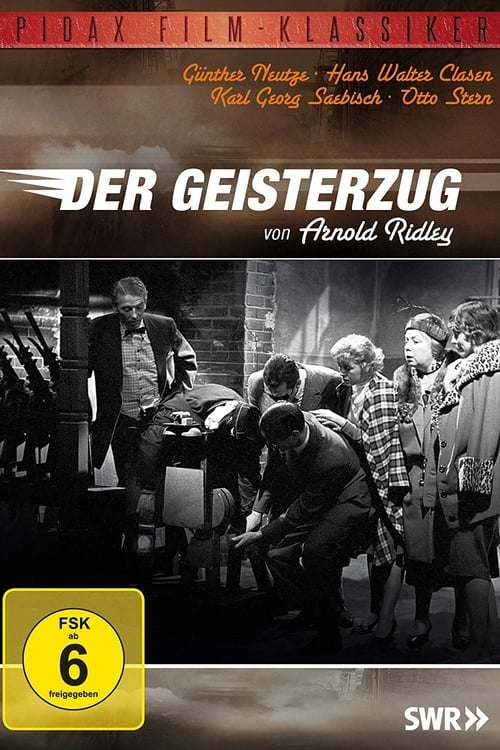 PIDAX FILM-KLASSIKER
Günther Neutze · Hans Walter Clasen
Karl Georg Saebisch · Otto Stern
DER GEISTERZUG
von Arnold Ridley
FSK
ab
6
freigegeben
SWR